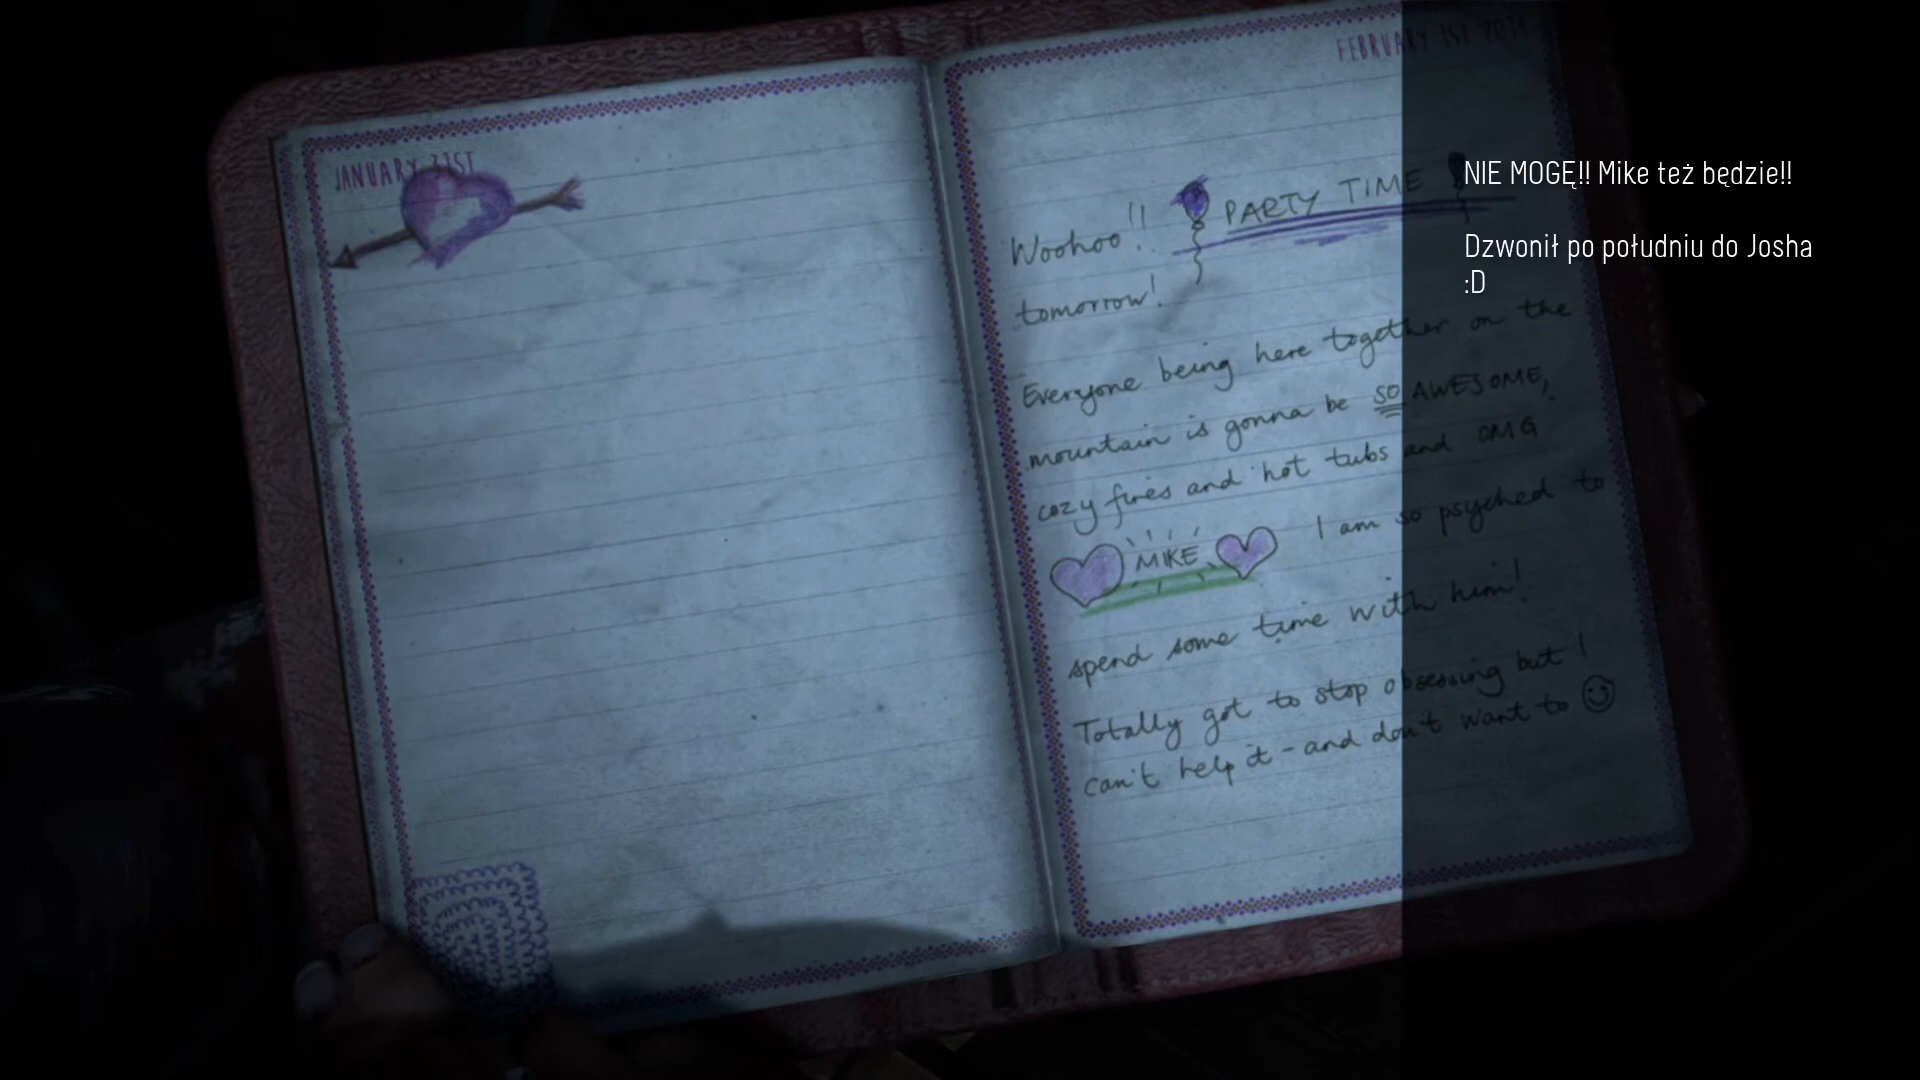 JANUARY 31ST
FEBRUARY 1ST 2014
Woohoo!! PARTY TIME
tomorrow!
Everyone being here together on the
mountain is gonna be SO AWESOME,
cozy fires and hot tubs and OMG
MIKE I am so psyched to
spend some time with him!
Totally got to stop obsessing but I
can't help it - and don't want to
NIE MOGĘ!! Mike też będzie!!
Dzwonił po południu do Josha
:D